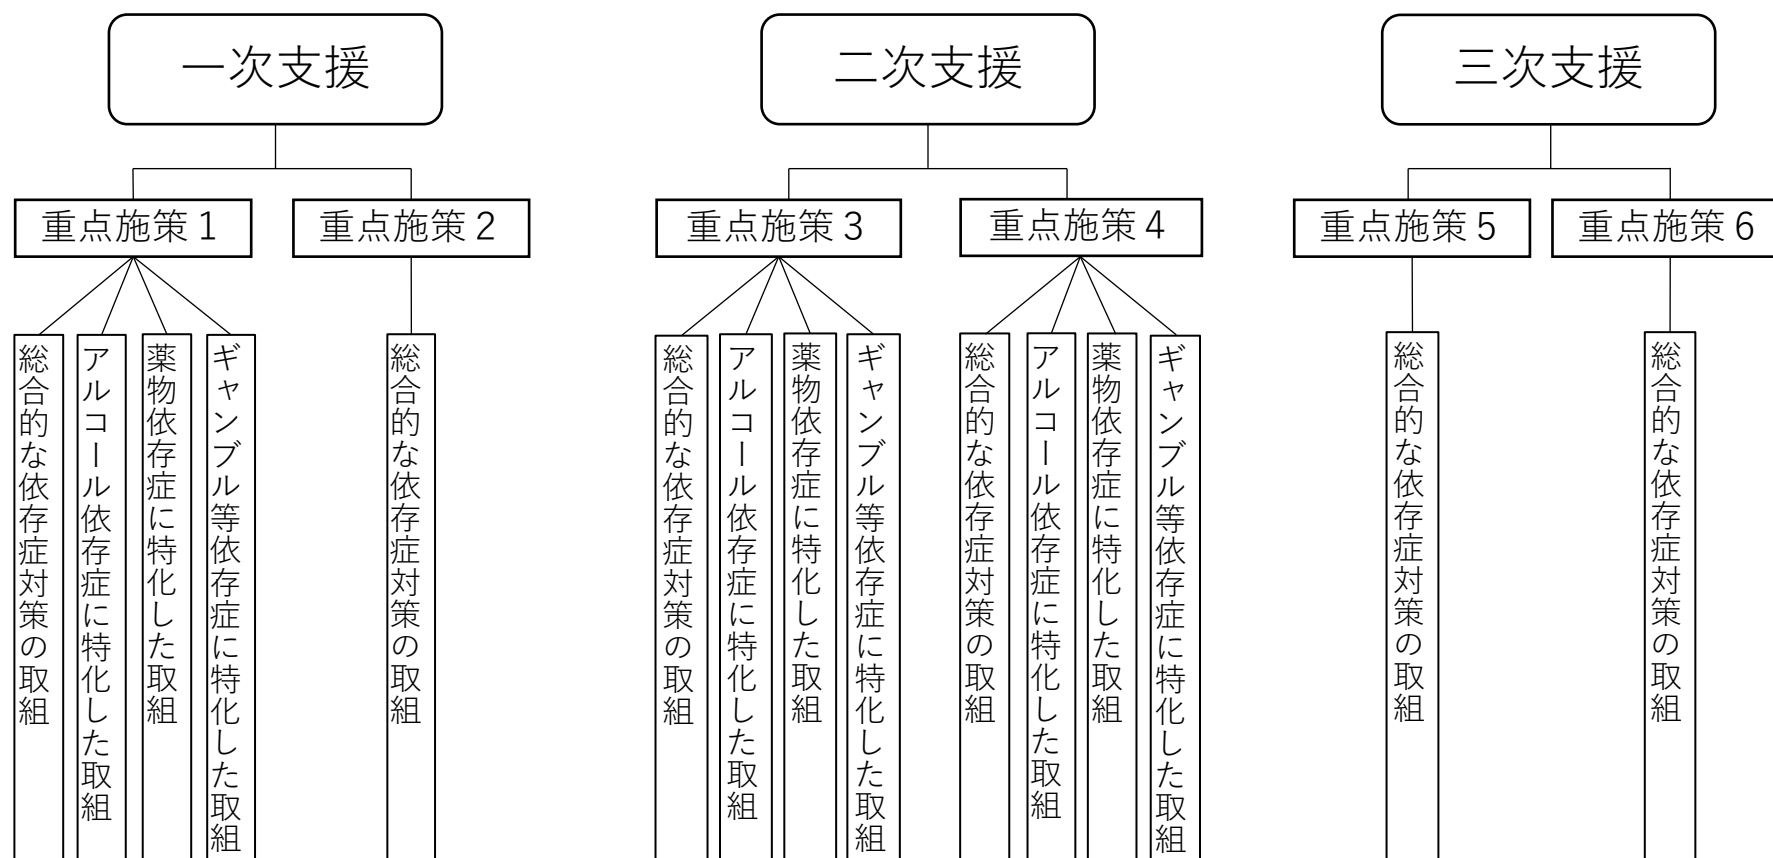 一次支援
二次支援
三次支援
重点施策1
重点施策2
重点施策3
重点施策4
重点施策5
重点施策6
総合的な依存症対策の取組
アルコール依存症に特化した取組
薬物依存症に特化した取組
ギャンブル等依存症に特化した取組
総合的な依存症対策の取組
総合的な依存症対策の取組
アルコール依存症に特化した取組
薬物依存症に特化した取組
ギャンブル等依存症に特化した取組
総合的な依存症対策の取組
アルコール依存症に特化した取組
薬物依存症に特化した取組
ギャンブル等依存症に特化した取組
総合的な依存症対策の取組
総合的な依存症対策の取組